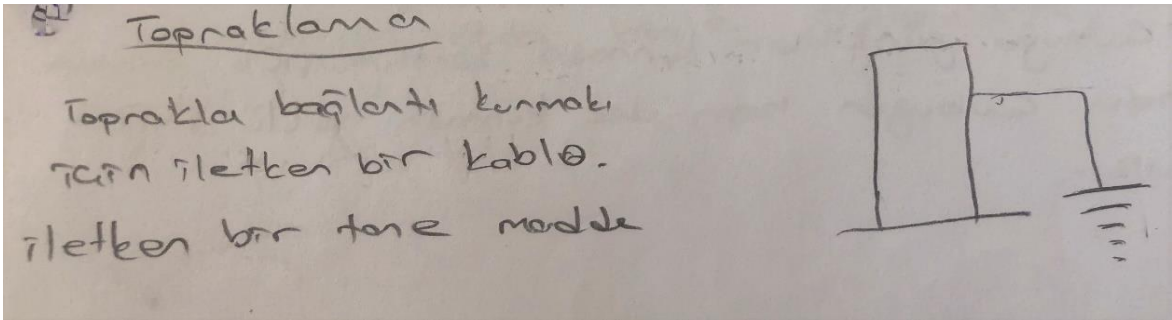 Topraklama
Toprakla bağlantı kurmak
için iletken bir kablo.
iletken bir tane madde